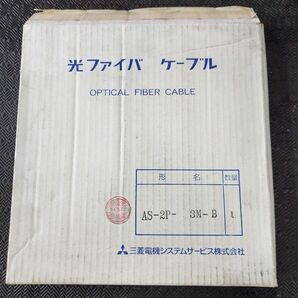 光ファイバ ケーブル
OPTICAL FIBER CABLE
形 名 数量
AS-2P- 3M-B 1
三菱電機システムサービス株式会社